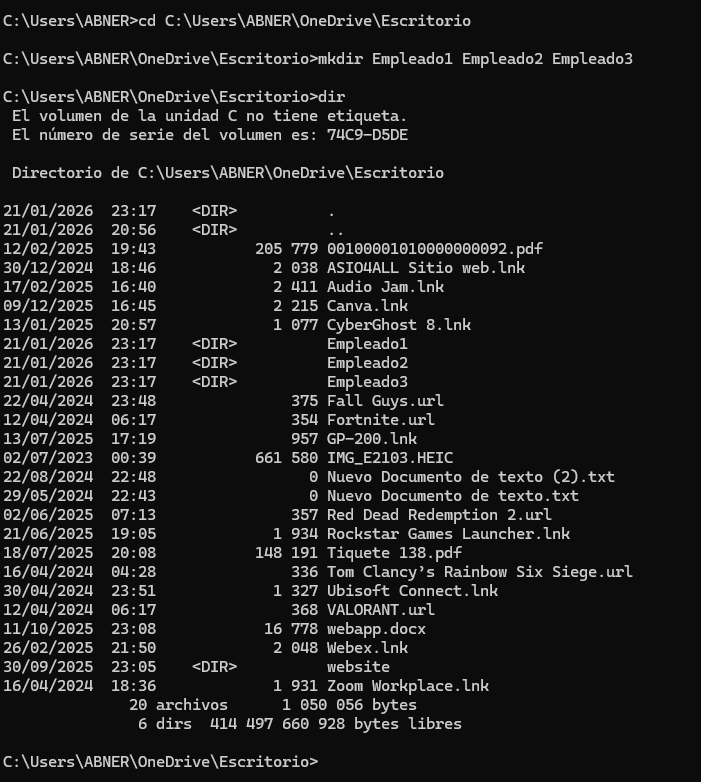 C:\Users\ABNER>cd C:\Users\ABNER\OneDrive\Escritorio
C:\Users\ABNER\OneDrive\Escritorio>mkdir Empleado1 Empleado2 Empleado3
C:\Users\ABNER\OneDrive\Escritorio>dir
 El volumen de la unidad C no tiene etiqueta.
 El número de serie del volumen es: 74C9-D5DE
 Directorio de C:\Users\ABNER\OneDrive\Escritorio
21/01/2026  23:17    <DIR>          .
21/01/2026  20:56    <DIR>          ..
12/02/2025  19:43           205 779 00100001010000000092.pdf
30/12/2024  18:46             2 038 ASIO4ALL Sitio web.lnk
17/02/2025  16:40             2 411 Audio Jam.lnk
09/12/2025  16:45             2 215 Canva.lnk
13/01/2025  20:57             1 077 CyberGhost 8.lnk
21/01/2026  23:17    <DIR>          Empleado1
21/01/2026  23:17    <DIR>          Empleado2
21/01/2026  23:17    <DIR>          Empleado3
22/04/2024  23:48               375 Fall Guys.url
12/04/2024  06:17               354 Fortnite.url
13/07/2025  17:19               957 GP-200.lnk
02/07/2023  00:39           661 580 IMG_E2103.HEIC
22/08/2024  22:48                 0 Nuevo Documento de texto (2).txt
29/05/2024  22:43                 0 Nuevo Documento de texto.txt
02/06/2025  07:13               357 Red Dead Redemption 2.url
21/06/2025  19:05             1 934 Rockstar Games Launcher.lnk
18/07/2025  20:08           148 191 Tiquete 138.pdf
16/04/2024  04:28               336 Tom Clancy's Rainbow Six Siege.url
30/04/2024  23:51             1 327 Ubisoft Connect.lnk
12/04/2024  06:17               368 VALORANT.url
11/10/2025  23:08            16 778 webapp.docx
26/02/2025  21:50             2 048 Webex.lnk
30/09/2025  23:05    <DIR>          website
16/04/2024  18:36             1 931 Zoom Workplace.lnk
              20 archivos      1 050 056 bytes
               6 dirs  414 497 660 928 bytes libres
C:\Users\ABNER\OneDrive\Escritorio>